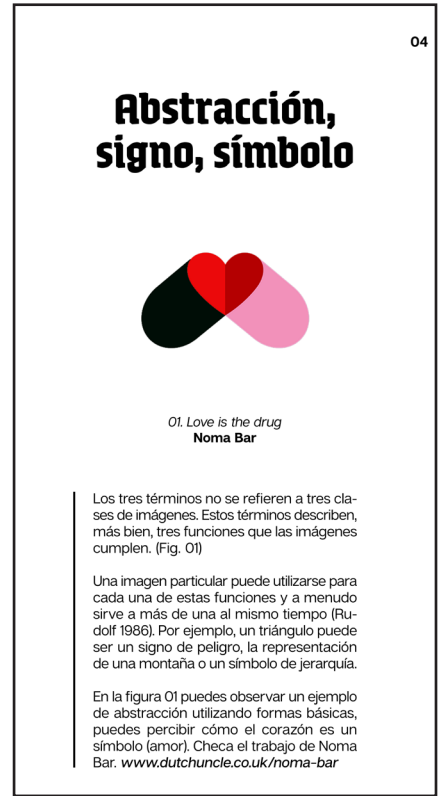 04
Abstracción,
signo, símbolo
01. Love is the drug
Noma Bar
Los tres términos no se refieren a tres cla-
ses de imágenes. Estos términos describen,
más bien, tres funciones que las imágenes
cumplen. (Fig. 01)
Una imagen particular puede utilizarse para
cada una de estas funciones y a menudo
sirve a más de una al mismo tiempo (Ru-
dolf 1986). Por ejemplo, un triángulo puede
ser un signo de peligro, la representación
de una montaña o un símbolo de jerarquía.
En la figura 01 puedes observar un ejemplo
de abstracción utilizando formas básicas,
puedes percibir cómo el corazón es un
símbolo (amor). Checa el trabajo de Noma
Bar. www.dutchuncle.co.uk/noma-bar